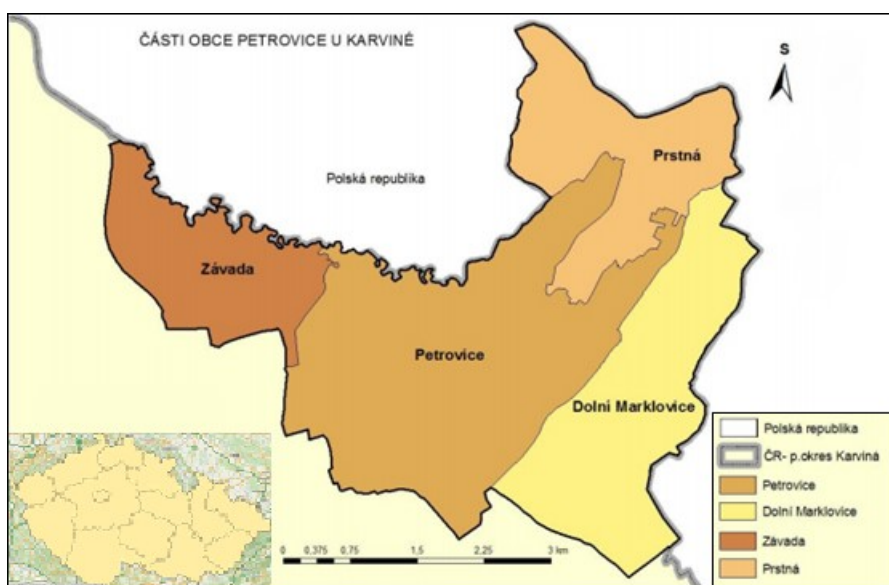 ČÁSTI OBCE PETROVICE U KARVINÉ
S
Prstná
Polská republika
Závada
Petrovice
Dolní Marklovice
Polská republika
ČR- p.okres Karviná
Petrovice
Dolní Marklovice
Závada
Prstná
0 0,375 0,75 1,5 2,25 3 km